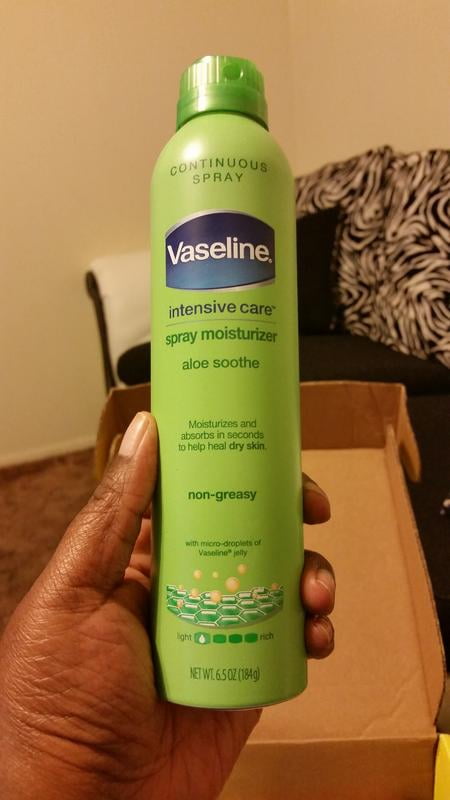 CONTINUOUS
SPRAY
Vaseline®
intensive care™
spray moisturizer
aloe soothe
Moisturizes and
absorbs in seconds
to help heal dry skin.
non-greasy
with micro-droplets of
Vaseline® jelly
light rich
NET WT. 6.5 OZ (184g)